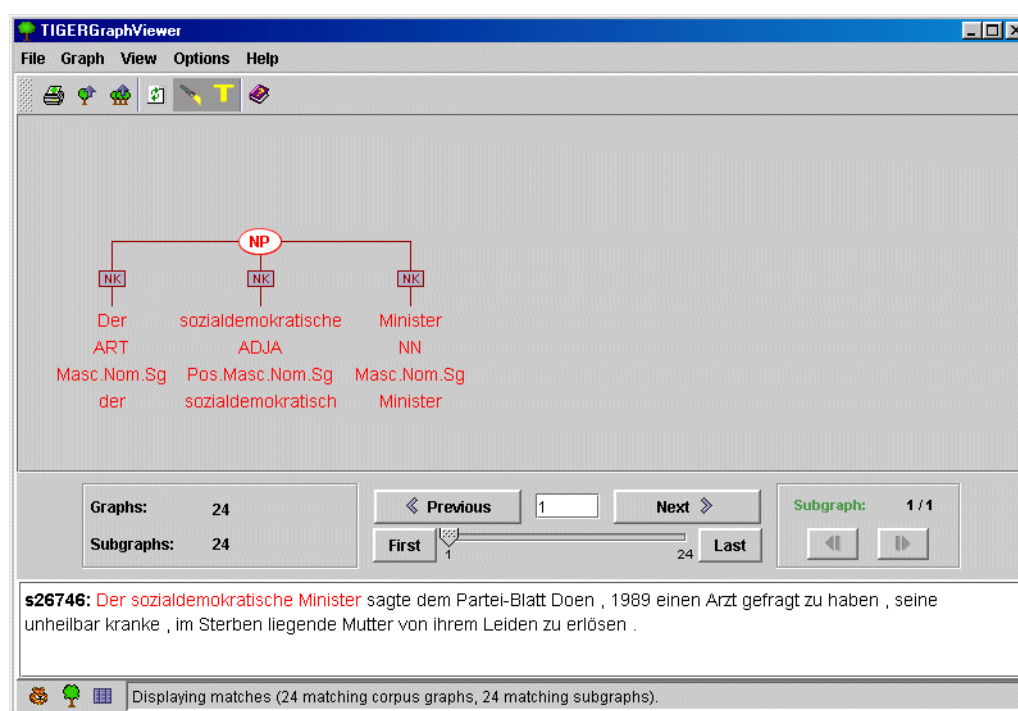 TIGERGraphViewer
File Graph View Options Help
T
NP
NK NK NK
Der sozialdemokratische Minister
ART ADJA NN
Masc.Nom.Sg Pos.Masc.Nom.Sg Masc.Nom.Sg
der sozialdemokratisch Minister
Graphs: 24 Previous 1 Next Subgraph: 1 / 1
Subgraphs: 24 First 1 24 Last
s26746: Der sozialdemokratische Minister sagte dem Partei-Blatt Doen , 1989 einen Arzt gefragt zu haben , seine
unheilbar kranke , im Sterben liegende Mutter von ihrem Leiden zu erlösen .
Displaying matches (24 matching corpus graphs, 24 matching subgraphs).